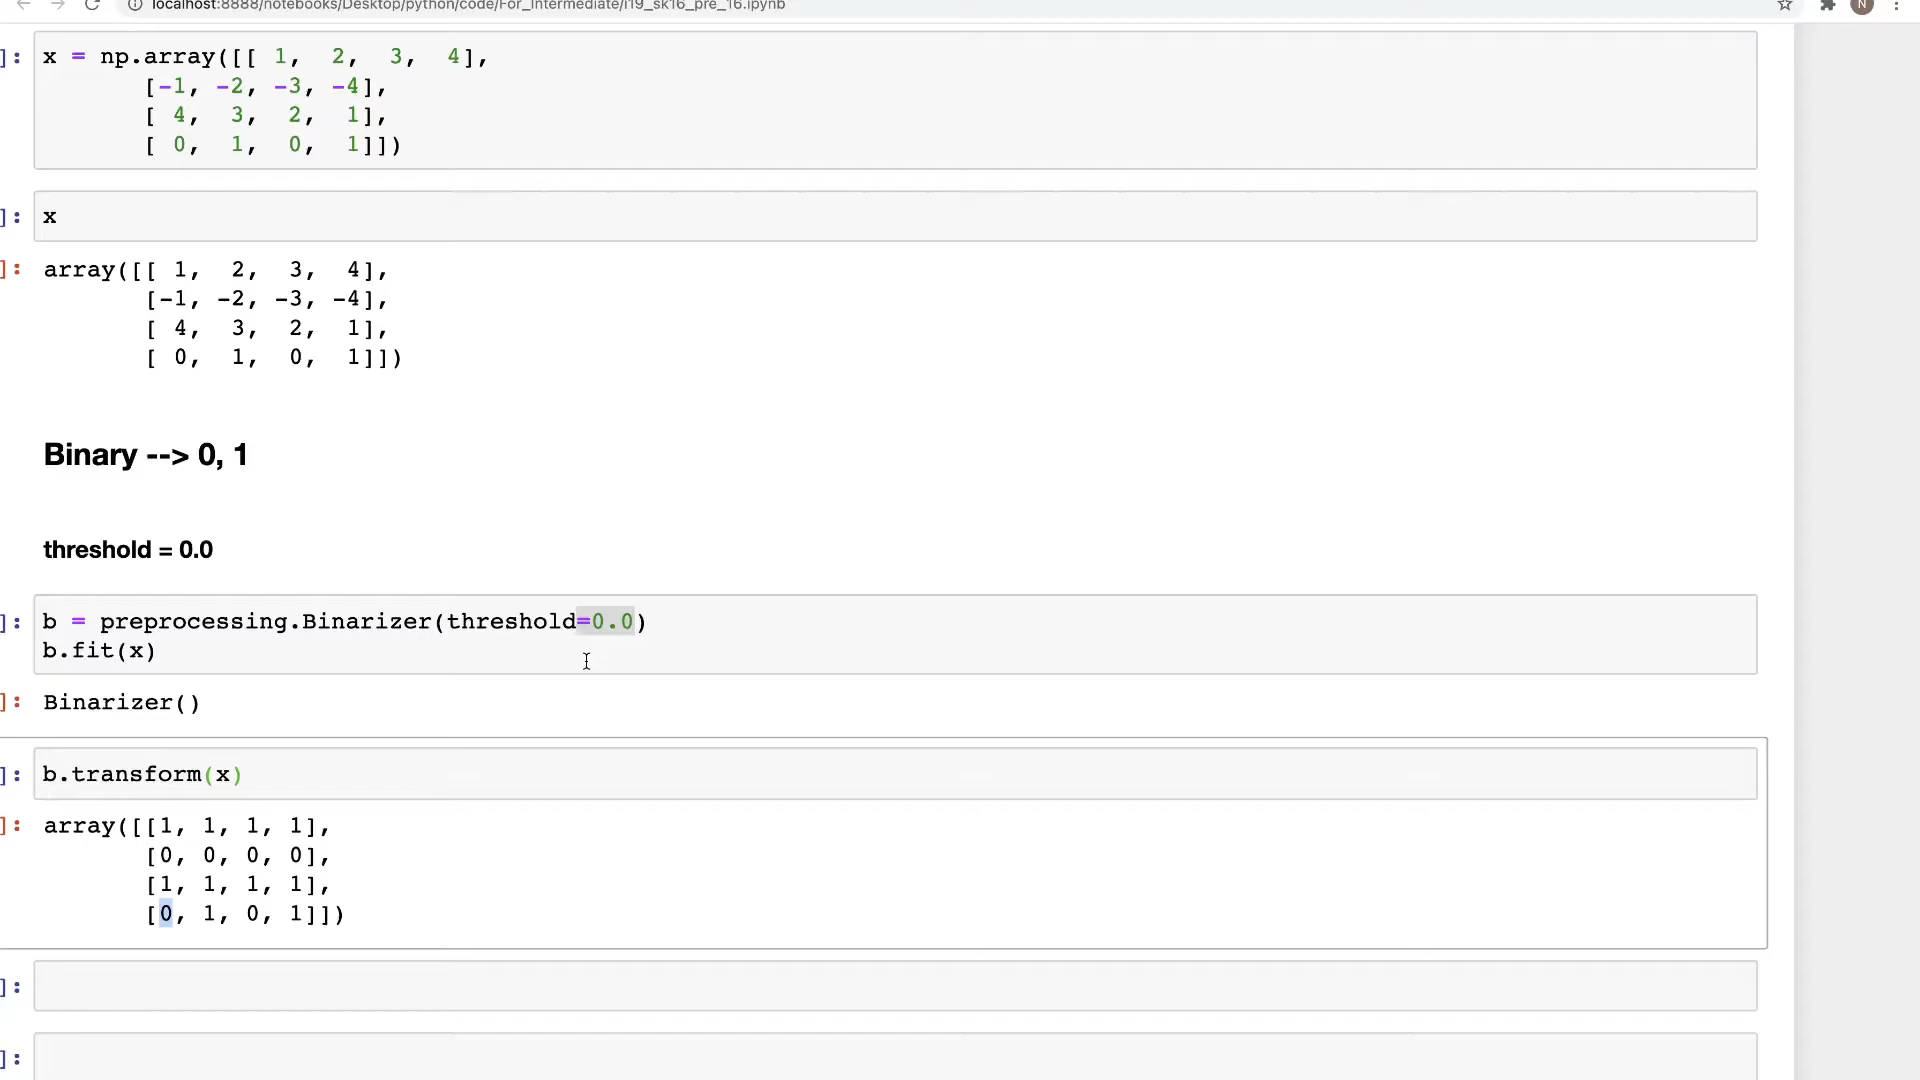 localhost:8888/notebooks/Desktop/python/code/For_Intermediate/i19_sk16_pre_16.ipynb
N
]: x = np.array([[ 1, 2, 3, 4],
[-1, -2, -3, -4],
[ 4, 3, 2, 1],
[ 0, 1, 0, 1]])
]: x
]: array([[ 1, 2, 3, 4],
[-1, -2, -3, -4],
[ 4, 3, 2, 1],
[ 0, 1, 0, 1]])
Binary --> 0, 1
threshold = 0.0
]: b = preprocessing.Binarizer(threshold=0.0)
b.fit(x)
]: Binarizer()
]: b.transform(x)
]: array([[1, 1, 1, 1],
[0, 0, 0, 0],
[1, 1, 1, 1],
[0, 1, 0, 1]])
]:
]: